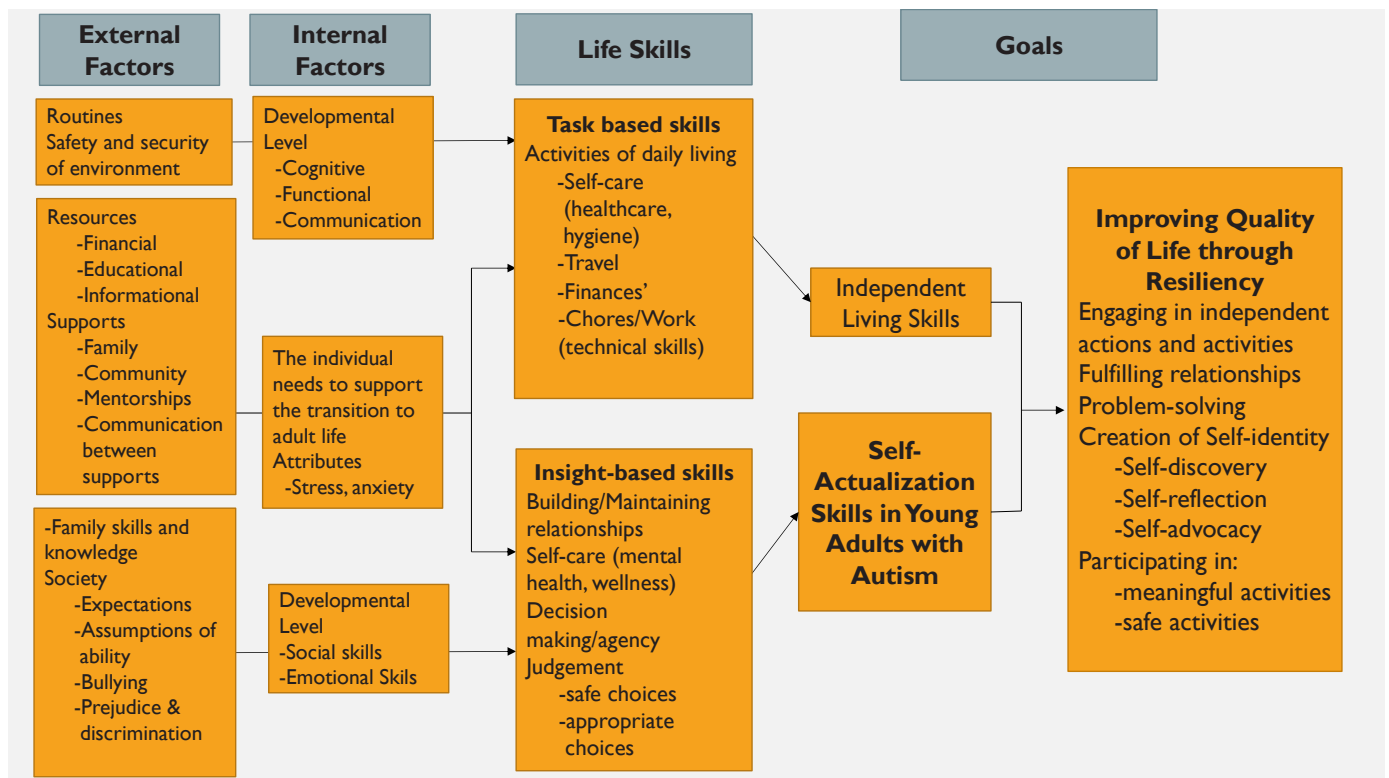 External
Factors
Internal
Factors
Life Skills
Goals
Routines
Safety and security
of environment
Resources
-Financial
-Educational
-Informational
Supports
-Family
-Community
-Mentorships
-Communication
between
supports
-Family skills and
knowledge
Society
-Expectations
-Assumptions of
ability
-Bullying
-Prejudice &
discrimination
Developmental
Level
-Cognitive
-Functional
-Communication
The individual
needs to support
the transition to
adult life
Attributes
-Stress, anxiety
Developmental
Level
-Social skills
-Emotional Skils
Task based skills
Activities of daily living
-Self-care
(healthcare,
hygiene)
-Travel
-Finances’
-Chores/Work
(technical skills)
Insight-based skills
Building/Maintaining
relationships
Self-care (mental
health, wellness)
Decision
making/agency
Judgement
-safe choices
-appropriate
choices
Independent
Living Skills
Self-
Actualization
Skills in Young
Adults with
Autism
Improving Quality
of Life through
Resiliency
Engaging in independent
actions and activities
Fulfilling relationships
Problem-solving
Creation of Self-identity
-Self-discovery
-Self-reflection
-Self-advocacy
Participating in:
-meaningful activities
-safe activities